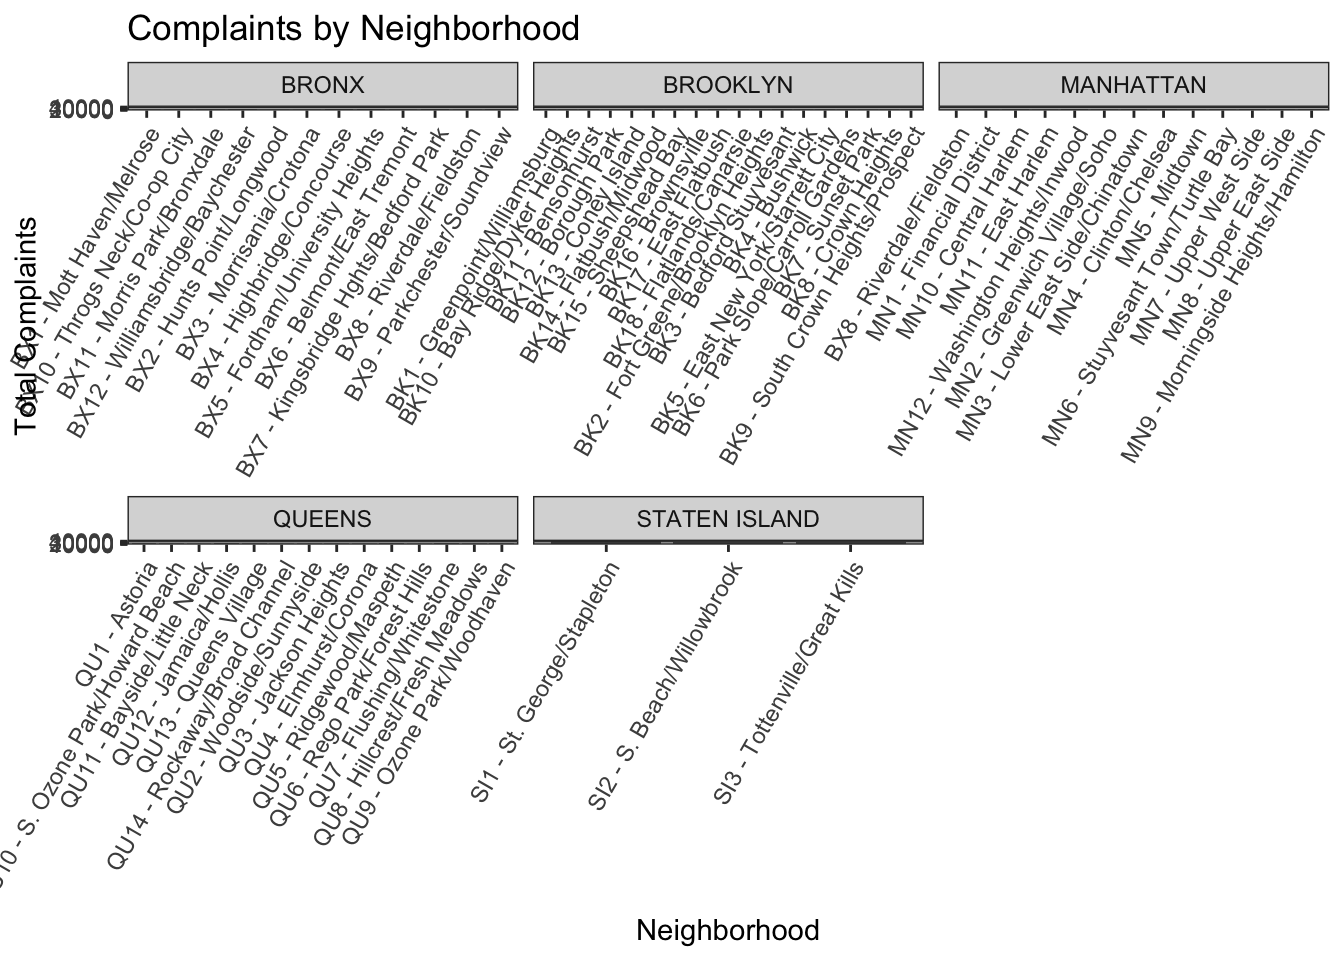 Complaints by Neighborhood
BRONX
BROOKLYN
MANHATTAN
BX10 - Throgs Neck/Co-op City
BX11 - Morris Park/Bronxdale
BX12 - Williamsbridge/Baychester
BX2 - Hunts Point/Longwood
BX3 - Morrisania/Crotona
BX4 - Highbridge/Concourse
BX5 - Fordham/University Heights
BX6 - Belmont/East Tremont
BX7 - Kingsbridge Hghts/Bedford Park
BX8 - Riverdale/Fieldston
BX9 - Parkchester/Soundview
BK1 - Greenpoint/Williamsburg
BK10 - Bay Ridge/Dyker Heights
BK11 - Bensonhurst
BK12 - Borough Park
BK13 - Coney Island
BK14 - Flatbush/Midwood
BK15 - Sheepshead Bay
BK16 - Brownsville
BK17 - East Flatbush
BK18 - Flatlands/Canarsie
BK2 - Fort Greene/Brooklyn Heights
BK3 - Bedford Stuyvesant
BK4 - Bushwick
BK5 - East New York/Starrett City
BK6 - Park Slope/Carroll Gardens
BK7 - Sunset Park
BK8 - Crown Heights
BK9 - South Crown Heights/Prospect
BX8 - Riverdale/Fieldston
MN1 - Financial District
MN10 - Central Harlem
MN11 - East Harlem
MN12 - Washington Heights/Inwood
MN2 - Greenwich Village/Soho
MN3 - Lower East Side/Chinatown
MN4 - Clinton/Chelsea
MN5 - Midtown
MN6 - Stuyvesant Town/Turtle Bay
MN7 - Upper West Side
MN8 - Upper East Side
MN9 - Morningside Heights/Hamilton
Total Complaints
QUEENS
STATEN ISLAND
QU1 - Astoria
- S. Ozone Park/Howard Beach
QU11 - Bayside/Little Neck
QU12 - Jamaica/Hollis
QU13 - Queens Village
QU14 - Rockaway/Broad Channel
QU2 - Woodside/Sunnyside
QU3 - Jackson Heights
QU4 - Elmhurst/Corona
QU5 - Ridgewood/Maspeth
QU6 - Rego Park/Forest Hills
QU7 - Flushing/Whitestone
QU8 - Hillcrest/Fresh Meadows
QU9 - Ozone Park/Woodhaven
SI1 - St. George/Stapleton
SI2 - S. Beach/Willowbrook
SI3 - Tottenville/Great Kills
Neighborhood